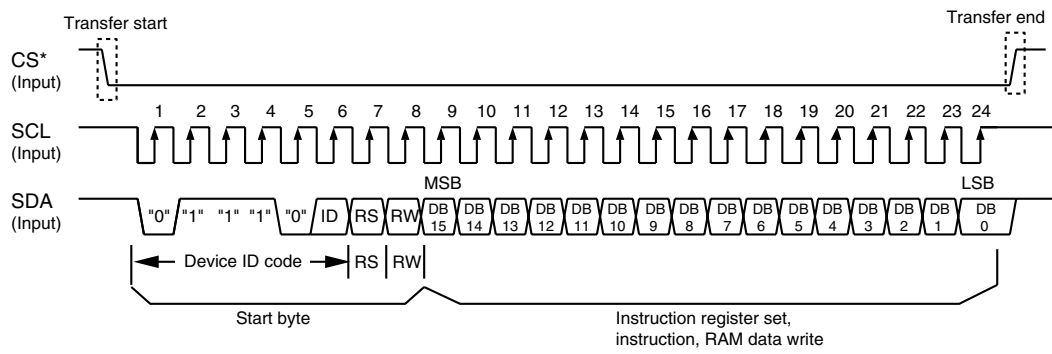 Transfer start
Transfer end
CS*
(Input)
1 2 3 4 5 6 7 8 9 10 11 12 13 14 15 16 17 18 19 20 21 22 23 24
SCL
(Input)
MSB
LSB
SDA
(Input)
"0" "1" "1" "1" "0" ID RS RW DB 15 DB 14 DB 13 DB 12 DB 11 DB 10 DB 9 DB 8 DB 7 DB 6 DB 5 DB 4 DB 3 DB 2 DB 1 DB 0
Device ID code RS RW
Start byte
Instruction register set,
instruction, RAM data write